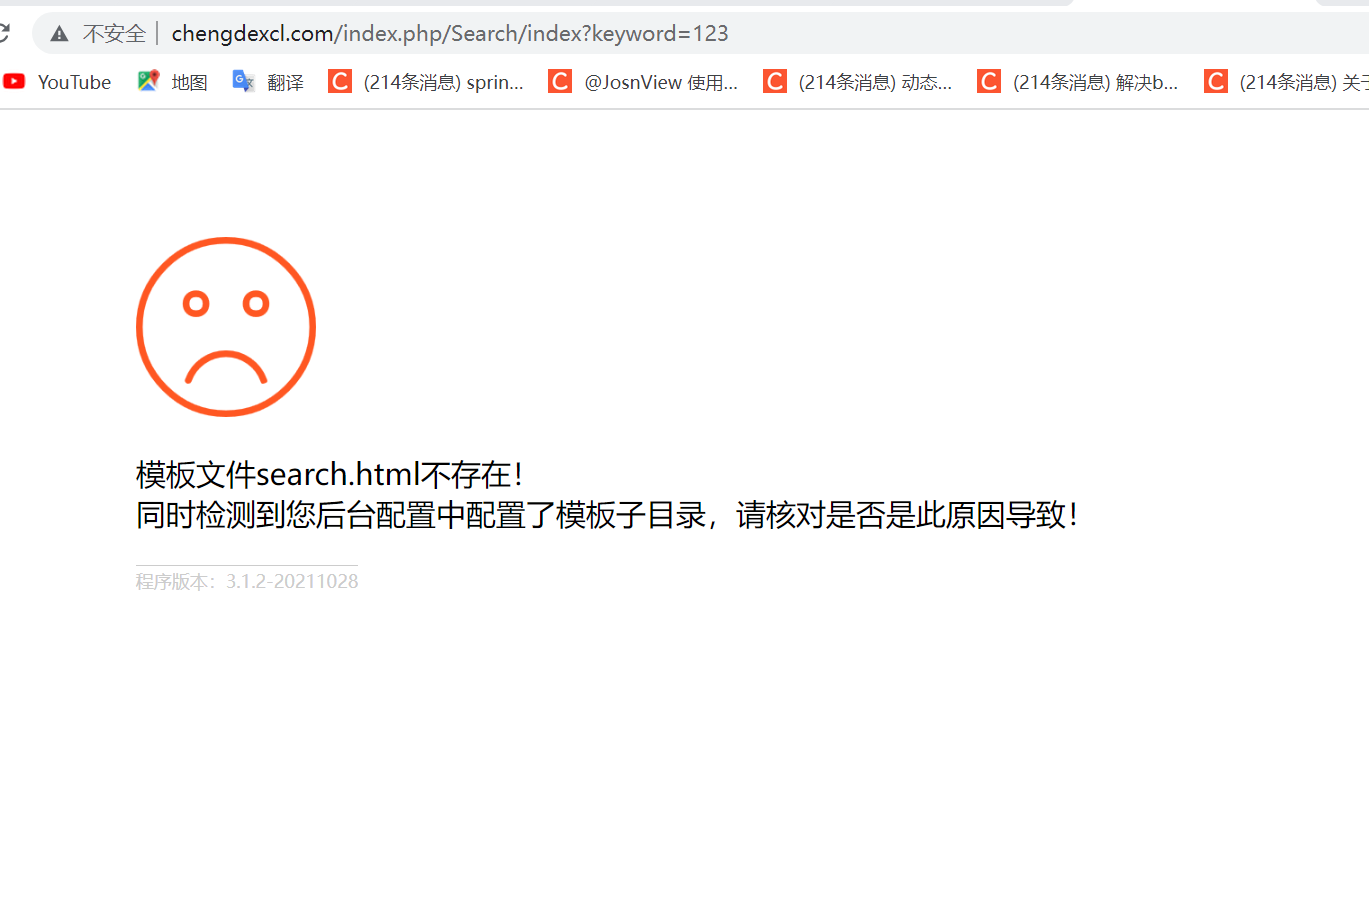 不安全 | chengdexcl.com/index.php/Search/index?keyword=123
YouTube 地图 翻译 (214条消息) sprin... @JosnView 使用... (214条消息) 动态... (214条消息) 解决b... (214条消息) 关于
模板文件search.html不存在！
同时检测到您后台配置中配置了模板子目录，请核对是否是此原因导致！
程序版本：3.1.2-20211028